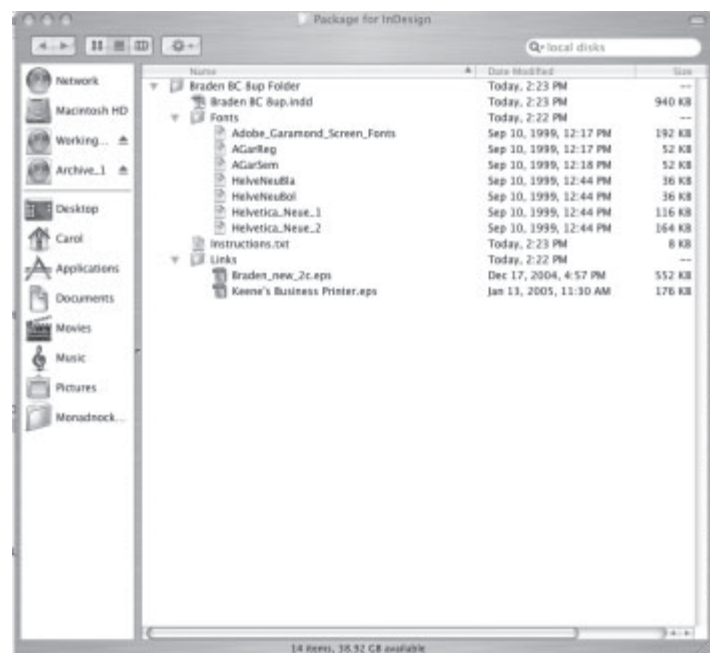 Package for InDesign
local disks
Name Date Modified Size
Network
Macintosh HD
Working...
Archive_1
Desktop
Carol
Applications
Documents
Movies
Music
Pictures
Monadnock...
Braden BC 8up Folder Today, 2:23 PM --
Braden BC 8up.indd Today, 2:23 PM 940 KB
Fonts Today, 2:22 PM --
Adobe_Garamond_Screen_Fonts Sep 10, 1999, 12:17 PM 192 KB
AGarReg Sep 10, 1999, 12:17 PM 52 KB
AGarSem Sep 10, 1999, 12:18 PM 52 KB
HelveNeuBla Sep 10, 1999, 12:44 PM 36 KB
HelveNeuBol Sep 10, 1999, 12:44 PM 36 KB
Helvetica_Neue_1 Sep 10, 1999, 12:44 PM 116 KB
Helvetica_Neue_2 Sep 10, 1999, 12:44 PM 164 KB
Instructions.txt Today, 2:23 PM 8 KB
Links Today, 2:22 PM --
Braden_new_2c.eps Dec 17, 2004, 4:57 PM 552 KB
Keene's Business Printer.eps Jan 13, 2005, 11:30 AM 176 KB
14 items, 38.92 GB available